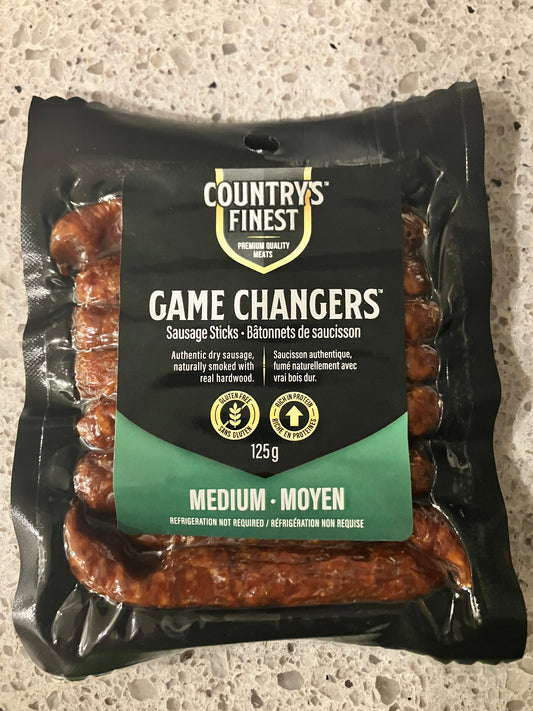 COUNTRY'S™
FINEST
PREMIUM QUALITY
MEATS
GAME CHANGERS™
Sausage Sticks • Bâtonnets de saucisson
Authentic dry sausage,
naturally smoked with
real hardwood.
Saucisson authentique,
fumé naturellement avec
vrai bois dur.
GLUTEN FREE
SANS GLUTEN
RICH IN PROTEIN
RICHE EN PROTÉINES
125g
MEDIUM • MOYEN
REFRIGERATION NOT REQUIRED / RÉFRIGÉRATION NON REQUISE